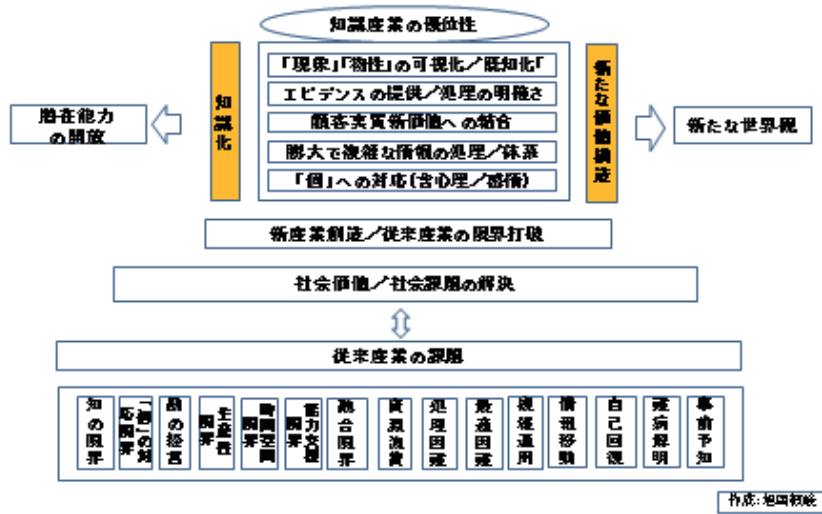 知識産業の優位性
「現象」「物性」の可視化／既知化「
エビデンスの提供／処理の明確さ
顧客実質新価値への結合
膨大で複雑な情報の処理／体系
「個」への対応(含心理／感情)
知識化
新たな価値構造
潜在能力
の開放
新たな世界観
新産業創造／従来産業の限界打破
社会価値／社会課題の解決
従来産業の課題
知の限界
「個」の対
応限界
勘の経営
生産性
限界
時間空間
限界
能力支援
限界
融合限界
資源浪費
処理困難
最適困難
複雑運用
情報移動
自己回復
難病解明
事前予知
作成: